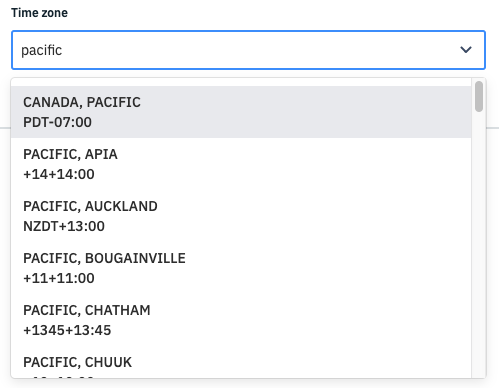 Time zone
pacific
CANADA, PACIFIC
PDT-07:00
PACIFIC, APIA
+14+14:00
PACIFIC, AUCKLAND
NZDT+13:00
PACIFIC, BOUGAINVILLE
+11+11:00
PACIFIC, CHATHAM
+1345+13:45
PACIFIC, CHUUK